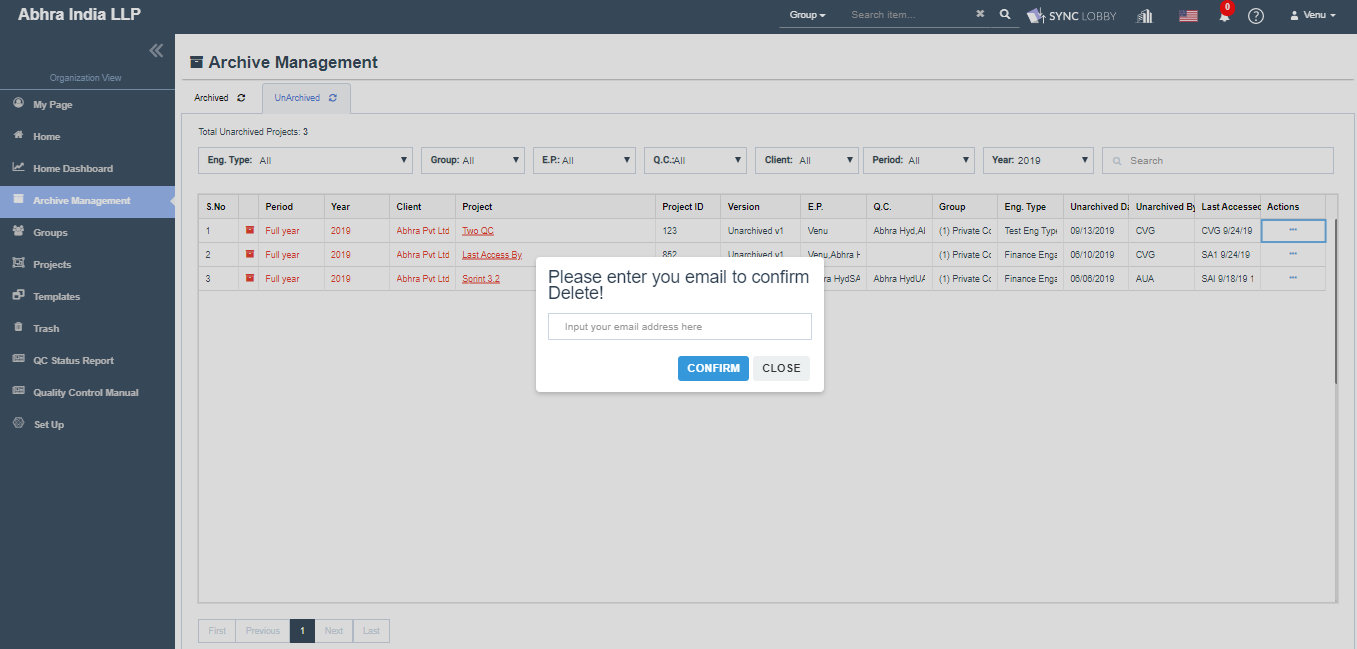 Abhra India LLP
Group
Search item...
SYNC LOBBY
0
Venu
Organization View
My Page
Home
Home Dashboard
Archive Management
Groups
Projects
Templates
Trash
QC Status Report
Quality Control Manual
Set Up
Archive Management
Archived
UnArchived
Total Unarchived Projects: 3
Eng. Type: All
Group: All
E.P.: All
Q.C.: All
Client: All
Period: All
Year: 2019
Search
S.No Period Year Client Project Project ID Version E.P. Q.C. Group Eng. Type Unarchived Da Unarchived By Last Accessed Actions
1 Full year 2019 Abhra Pvt Ltd Two QC 123 Unarchived v1 Venu Abhra Hyd,Al (1) Private Cc Test Eng Type 09/13/2019 CVG CVG 9/24/19 ···
2 Full year 2019 Abhra Pvt Ltd Last Access By 852 Unarchived v1 Venu,Abhra H (1) Private Cc Finance Enga 06/10/2019 CVG SA1 9/24/19 ···
3 Full year 2019 Abhra Pvt Ltd Sprint 3.2 ra HydSA Abhra HydUA (1) Private Cc Finance Enga 06/06/2019 AUA SAI 9/18/19 1 ···
Please enter you email to confirm
Delete!
Input your email address here
CONFIRM CLOSE
First Previous 1 Next Last